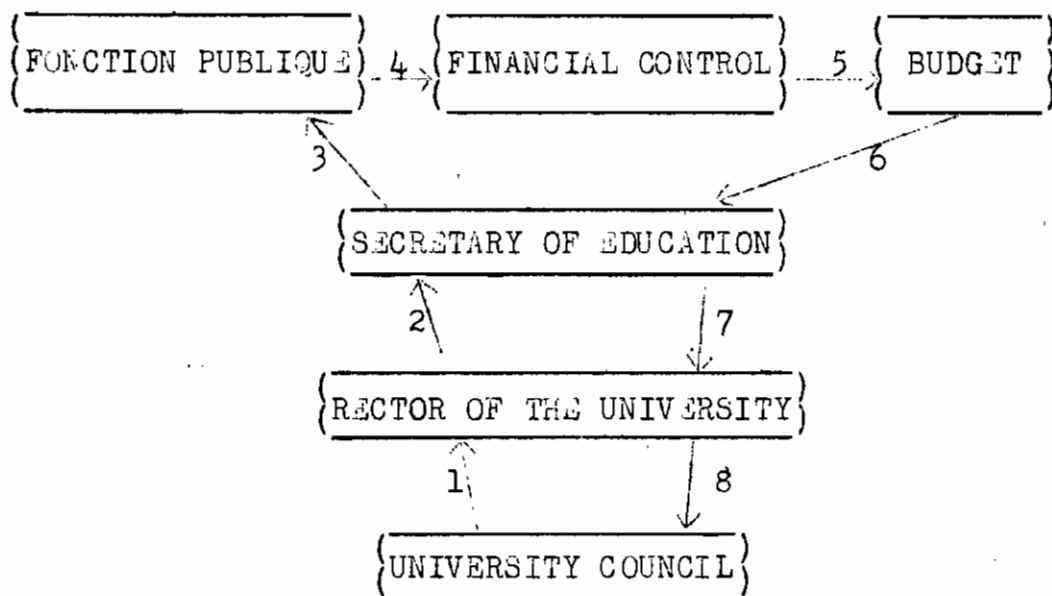 FONCTION PUBLIQUE 4 FINANCIAL CONTROL 5 BUDGET
3 6
SECRETARY OF EDUCATION
2 7
RECTOR OF THE UNIVERSITY
1 8
UNIVERSITY COUNCIL